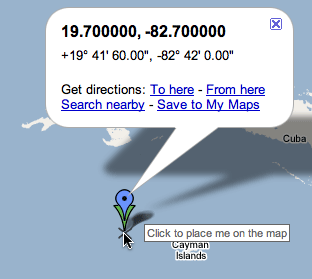 19.700000, -82.700000
+19° 41' 60.00", -82° 42' 0.00"
Get directions: To here - From here
Search nearby - Save to My Maps
Cuba
Click to place me on the map
Cayman
Islands